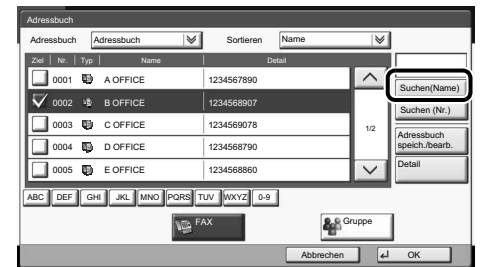 Adressbuch
Adressbuch Adressbuch Sortieren Name
Ziel Nr. Typ Name Detail
0001 A OFFICE 1234567890
Suchen(Name)
0002 B OFFICE 1234568907
Suchen (Nr.)
0003 C OFFICE 1234569078
1/2
Adressbuch
speich./bearb.
0004 D OFFICE 1234568790
Detail
0005 E OFFICE 1234568860
ABC DEF GHI JKL MNO PQRS TUV WXYZ 0-9
FAX Gruppe
Abbrechen OK